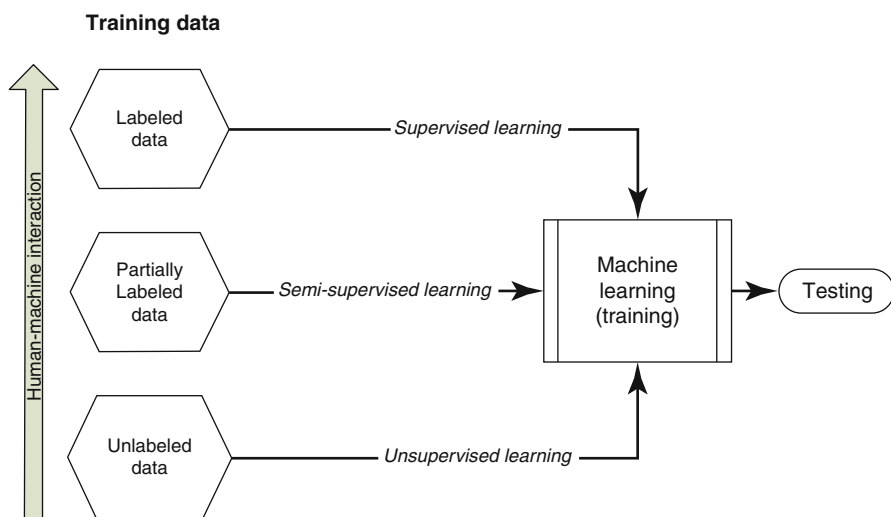 Training data
Human-machine interaction
Labeled
data
Supervised learning
Partially
Labeled
data
Semi-supervised learning
Machine
learning
(training)
Testing
Unlabeled
data
Unsupervised learning